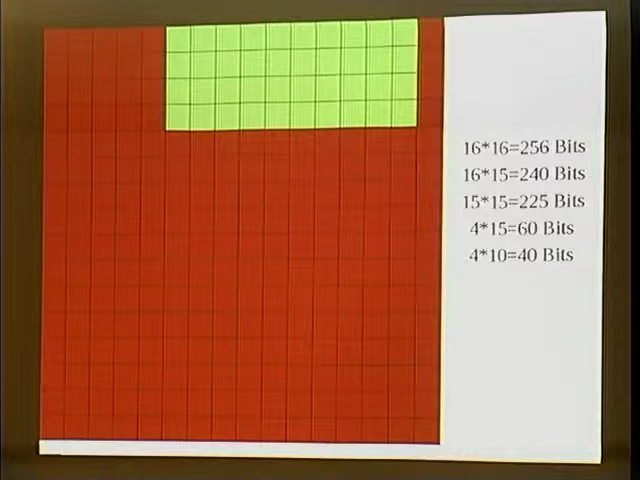 16*16=256 Bits
16*15=240 Bits
15*15=225 Bits
4*15=60 Bits
4*10=40 Bits